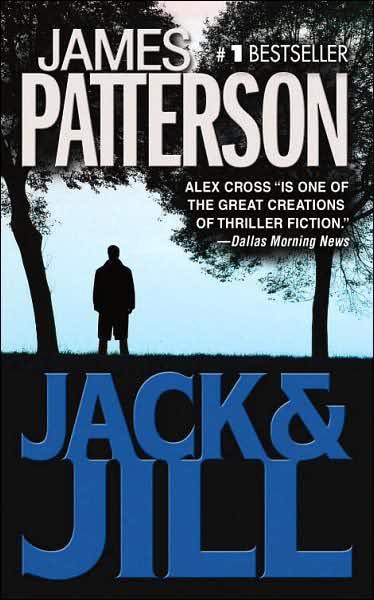 JAMES
#1 BESTSELLER
PATTERSON
ALEX CROSS "IS ONE OF
THE GREAT CREATIONS
OF THRILLER FICTION."
—Dallas Morning News
JACK &
JILL